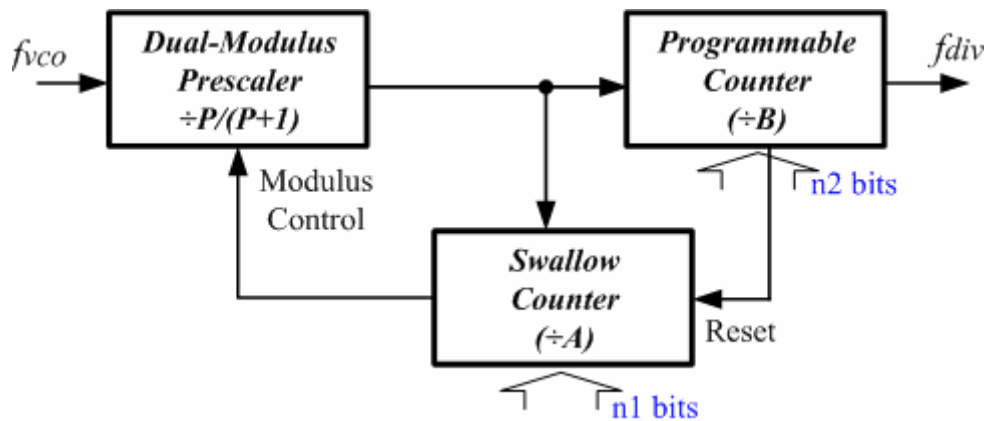 fvco
Dual-Modulus
Prescaler
÷P/(P+1)
Programmable
Counter
(÷B)
fdiv
Modulus
Control
n2 bits
Swallow
Counter
(÷A)
Reset
n1 bits